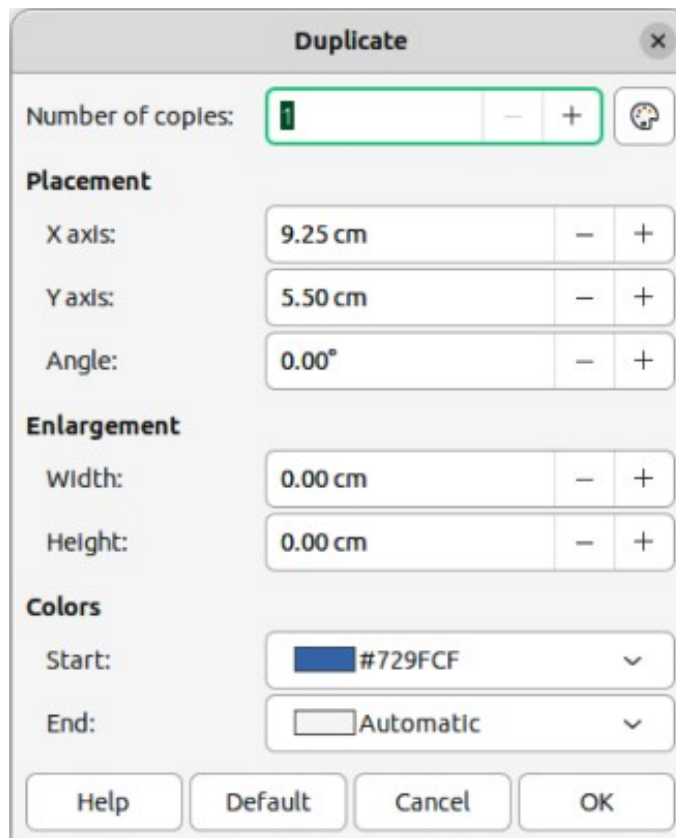 Duplicate
Number of copies: 1
Placement
X axis: 9.25 cm
Y axis: 5.50 cm
Angle: 0.00°
Enlargement
Width: 0.00 cm
Height: 0.00 cm
Colors
Start: #729FCF
End: Automatic
Help Default Cancel OK